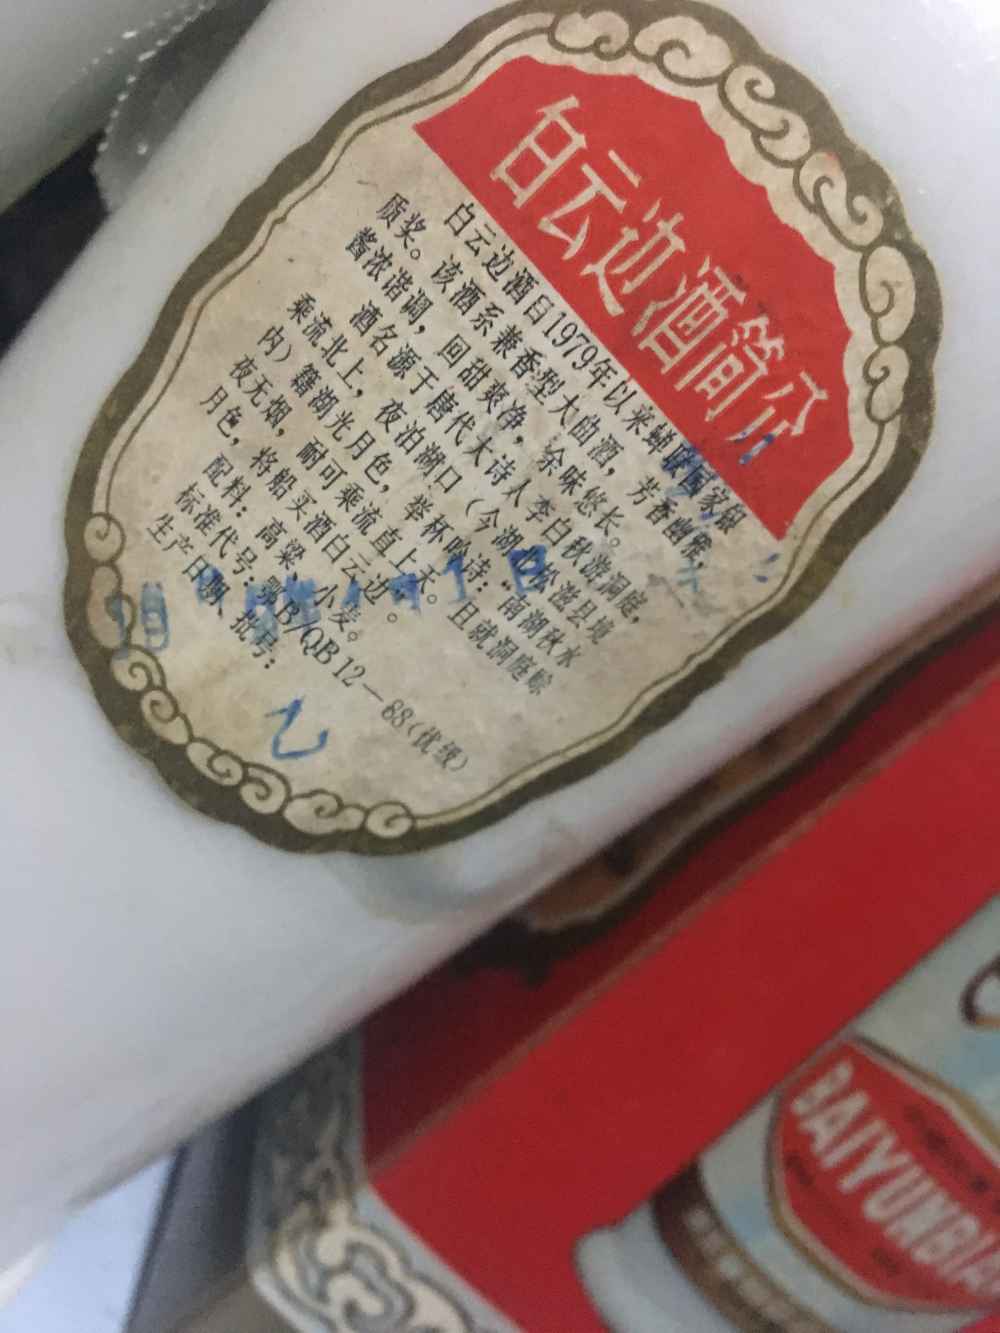 白云边酒简介
白云边酒自1979年以来蝉联国家银
质奖。该酒系兼香型大曲酒，芳香幽雅，
酱浓谐调，回甜爽净，余味悠长。
酒名源于唐代大诗人李白秋游洞庭，
乘流北上，夜泊湖口（今湖北松滋县境
内）籍湖光月色，举杯吟诗：“南湖秋水
夜无烟，耐可乘流直上天。且就洞庭赊
月色，将船买酒白云边。”
配料：高粱、小麦。
标准代号：鄂B/QB12—88（优级）
生产日期、批号：
乙
BAIYUNBIA